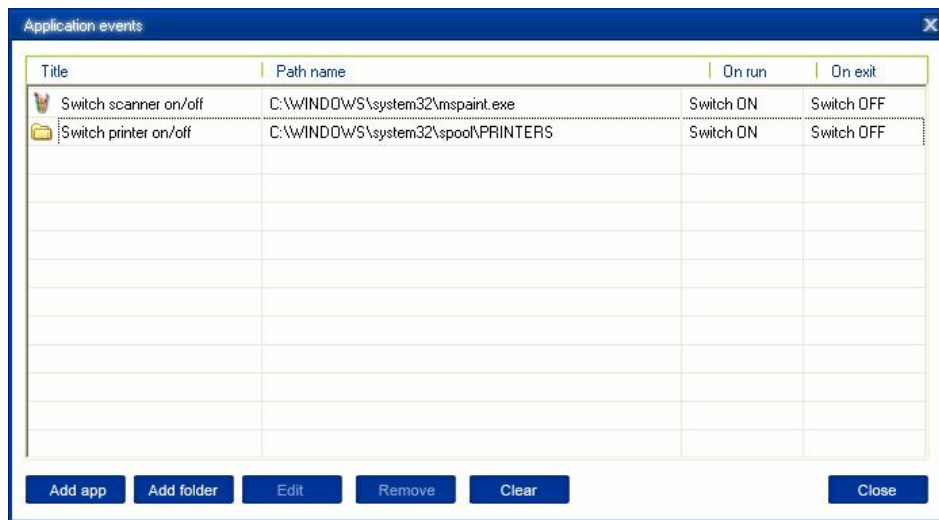 Application events
Title Path name On run On exit
Switch scanner on/off C:\WINDOWS\system32\mspaint.exe Switch ON Switch OFF
Switch printer on/off C:\WINDOWS\system32\spool\PRINTERS Switch ON Switch OFF
Add app Add folder Edit Remove Clear Close